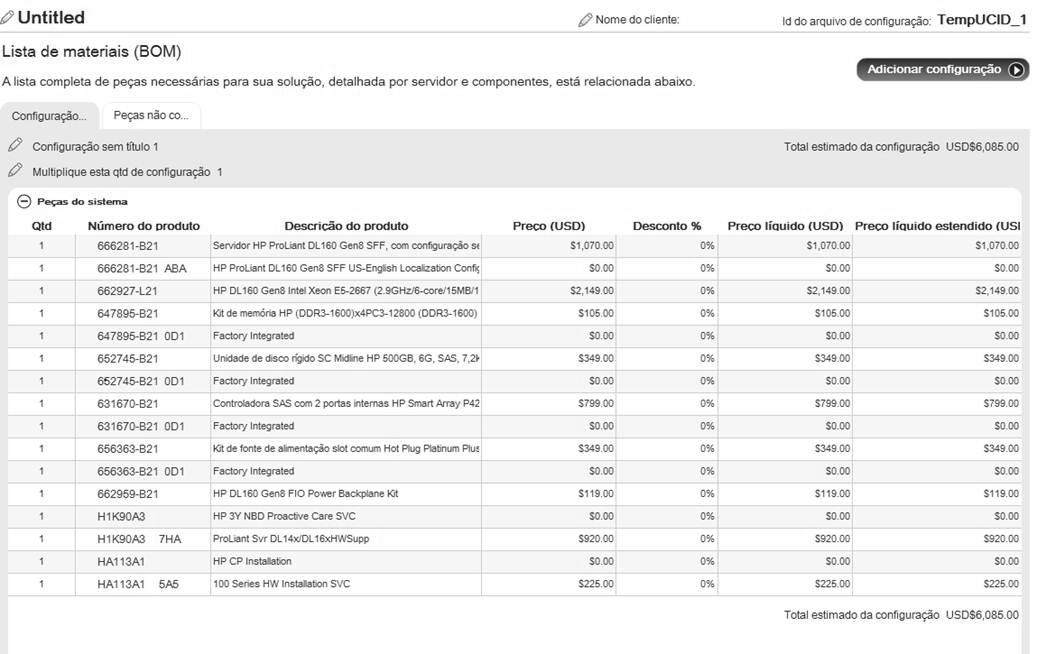 Untitled
Nome do cliente:
Id do arquivo de configuração: TempUCID_1
Lista de materiais (BOM)
A lista completa de peças necessárias para sua solução, detalhada por servidor e componentes, está relacionada abaixo.
Adicionar configuração
Configuração... Peças não co...
Configuração sem título 1 Total estimado da configuração USD$6,085.00
Multiplique esta qtd de configuração 1
Peças do sistema
Qtd Número do produto Descrição do produto Preço (USD) Desconto % Preço líquido (USD) Preço líquido estendido (USI
1 666281-B21 Servidor HP ProLiant DL160 Gen8 SFF, com configuração se $1,070.00 0% $1,070.00 $1,070.00
1 666281-B21 ABA HP ProLiant DL160 Gen8 SFF US-English Localization Config $0.00 0% $0.00 $0.00
1 662927-L21 HP DL160 Gen8 Intel Xeon E5-2667 (2.9GHz/6-core/15MB/1 $2,149.00 0% $2,149.00 $2,149.00
1 647895-B21 Kit de memória HP (DDR3-1600)x4PC3-12800 (DDR3-1600) $105.00 0% $105.00 $105.00
1 647895-B21 0D1 Factory Integrated $0.00 0% $0.00 $0.00
1 652745-B21 Unidade de disco rígido SC Midline HP 500GB, 6G, SAS, 7,2k $349.00 0% $349.00 $349.00
1 652745-B21 0D1 Factory Integrated $0.00 0% $0.00 $0.00
1 631670-B21 Controladora SAS com 2 portas internas HP Smart Array P42 $799.00 0% $799.00 $799.00
1 631670-B21 0D1 Factory Integrated $0.00 0% $0.00 $0.00
1 656363-B21 Kit de fonte de alimentação slot comum Hot Plug Platinum Plus $349.00 0% $349.00 $349.00
1 656363-B21 0D1 Factory Integrated $0.00 0% $0.00 $0.00
1 662959-B21 HP DL160 Gen8 FIO Power Backplane Kit $119.00 0% $119.00 $119.00
1 H1K90A3 HP 3Y NBD Proactive Care SVC $0.00 0% $0.00 $0.00
1 H1K90A3 7HA ProLiant Svr DL14x/DL16xHWSupp $920.00 0% $920.00 $920.00
1 HA113A1 HP CP Installation $0.00 0% $0.00 $0.00
1 HA113A1 5A5 100 Series HW Installation SVC $225.00 0% $225.00 $225.00
Total estimado da configuração USD$6,085.00